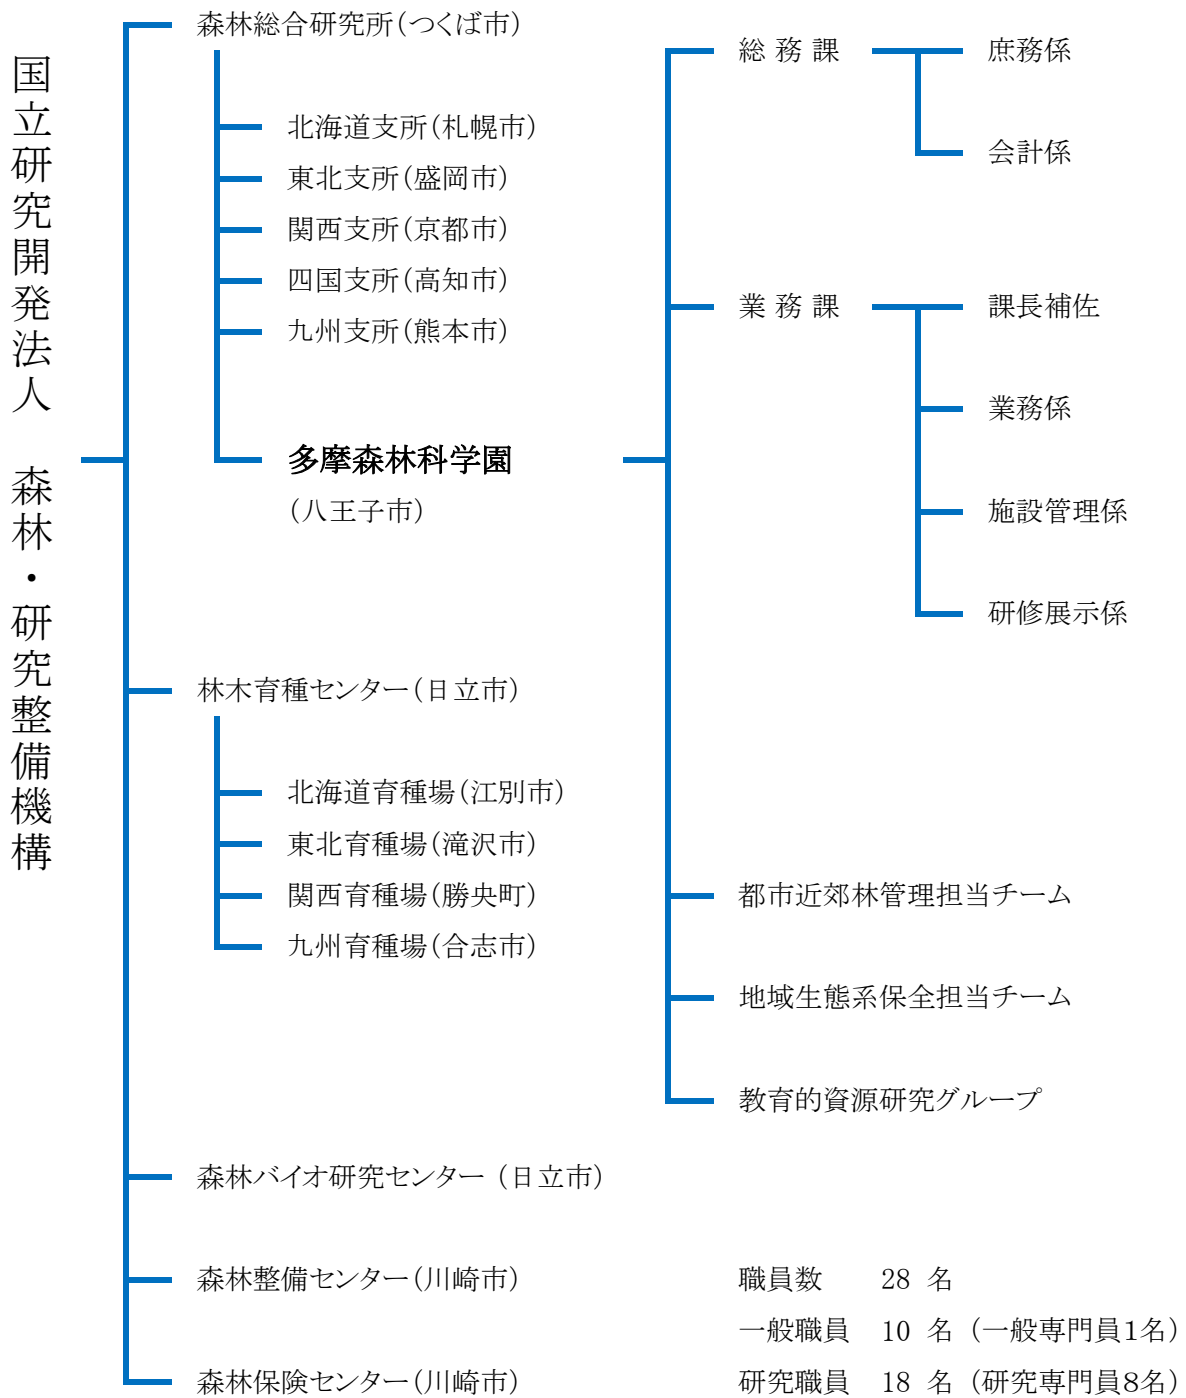 国立研究開発法人 森林・研究整備機構
森林総合研究所(つくば市)
北海道支所(札幌市)
東北支所(盛岡市)
関西支所(京都市)
四国支所(高知市)
九州支所(熊本市)
多摩森林科学園
(八王子市)
林木育種センター(日立市)
北海道育種場(江別市)
東北育種場(滝沢市)
関西育種場(勝央町)
九州育種場(合志市)
森林バイオ研究センター (日立市)
森林整備センター(川崎市)
森林保険センター(川崎市)
総 務 課
庶務係
会計係
業 務 課
課長補佐
業務係
施設管理係
研修展示係
都市近郊林管理担当チーム
地域生態系保全担当チーム
教育的資源研究グループ
職員数 28 名
一般職員 10 名 (一般専門員1名)
研究職員 18 名 (研究専門員8名)